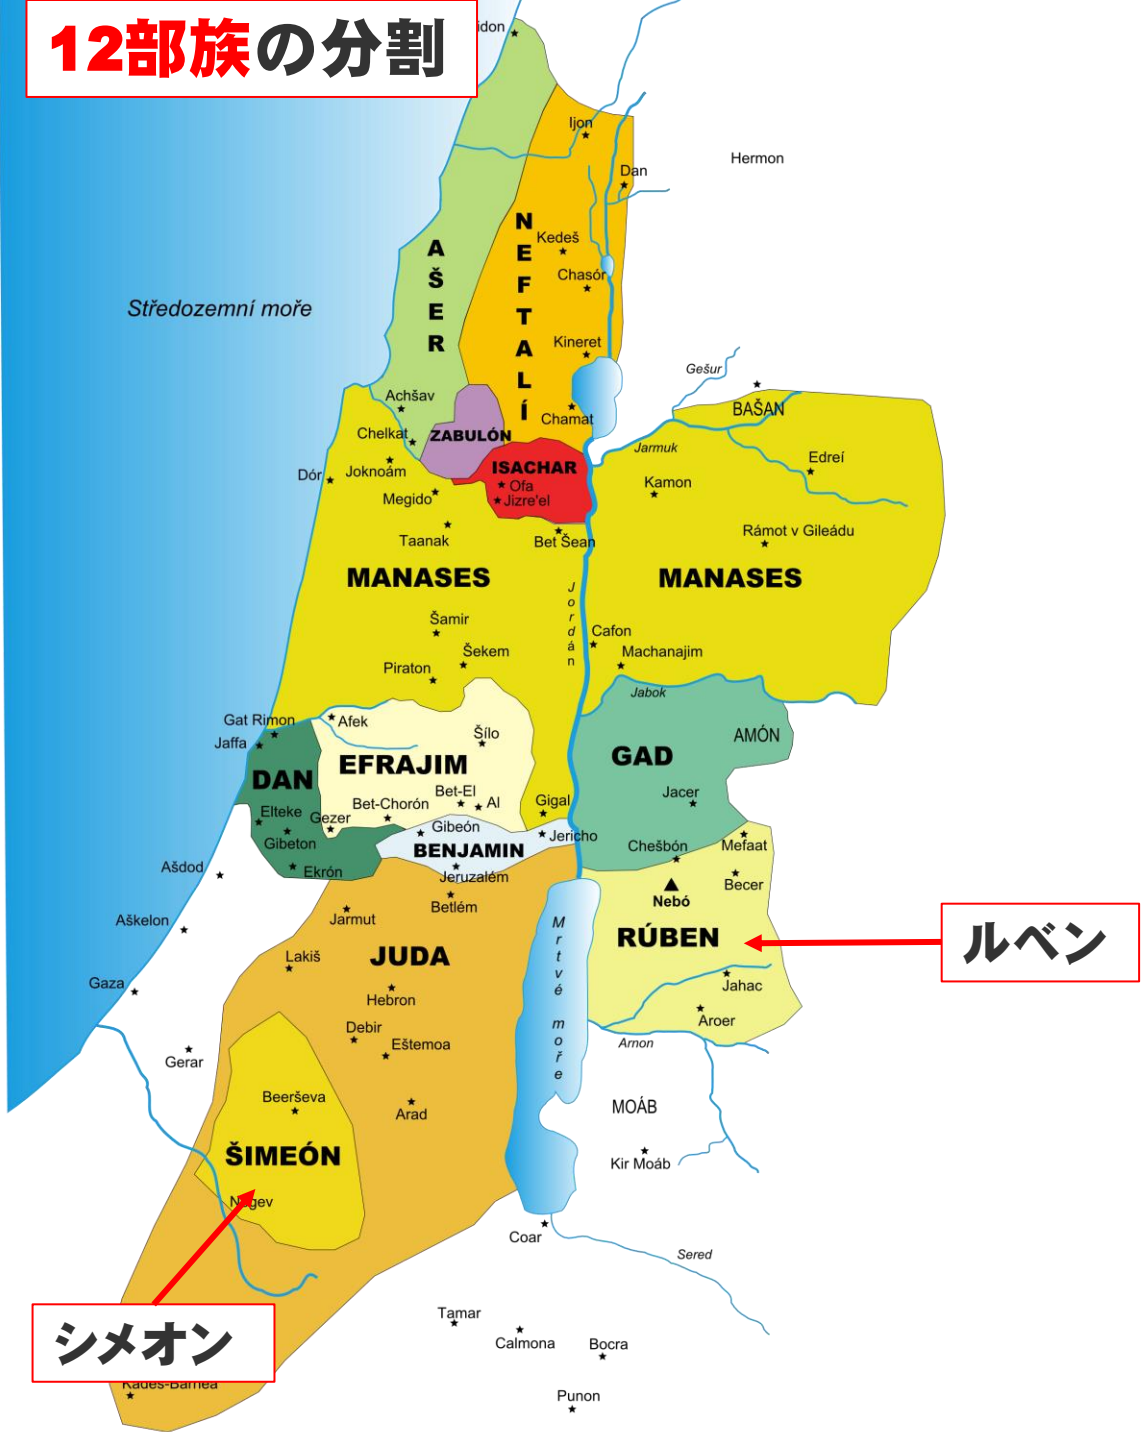 12部族の分割
idon
Ijon
Dan
Hermon
NEFTALÍ
Kedeš
AŠER
Chasór
Středozemní moře
Kineret
Gešur
Achšav
BAŠAN
Chamat
Chelkat
ZABULÓN
Jarmuk
Edreí
Joknoám
ISACHAR
Dór
Ofa
Kamon
Megido
Jizre'el
Rámot v Gileádu
Taanak
Bet Šean
MANASES
MANASES
Jordán
Šamir
Cafon
Šekem
Machanajim
Piraton
Jabok
Gat Rimon
Afek
Jaffa
Šílo
AMÓN
EFRAJIM
GAD
DAN
Bet-El
Jacer
Bet-Chorón
Al
Gigal
Elteke
Gezer
Gibeón
Jericho
Gibeton
BENJAMIN
Chešbón
Mefaat
Ašdod
Ekrón
Jeruzalém
Becer
Nebó
Betlém
Jarmut
Aškelon
Mrtvé moře
RÚBEN
ルベン
JUDA
Lakiš
Gaza
Jahac
Hebron
Aroer
Debir
Eštemoa
Arnon
Gerar
Beerševa
MOÁB
Arad
ŠIMEÓN
Kir Moáb
Negev
Coar
Sered
Tamar
シメオン
Calmona
Bocra
Kadeš-Barnea
Punon